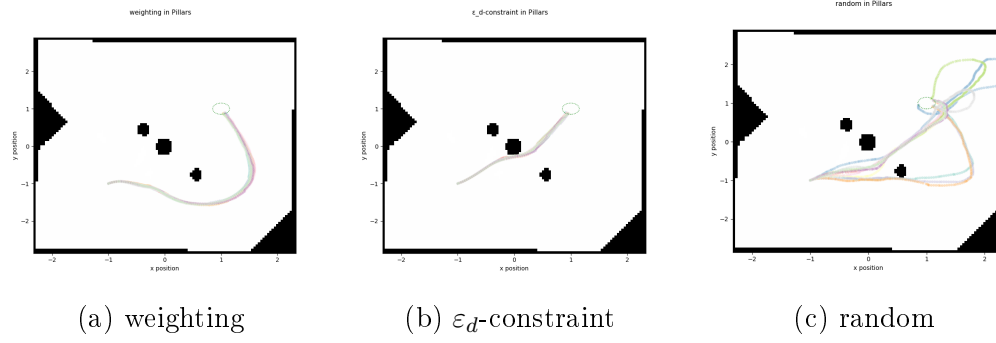 weighting in Pillars
y position
2
1
0
−1
−2
−2
−1
0
1
2
x position
(a) weighting
ε_d-constraint in Pillars
y position
2
1
0
−1
−2
−2
−1
0
1
2
x position
(b) ε_d-constraint
random in Pillars
y position
2
1
0
−1
−2
−2
−1
0
1
2
x position
(c) random